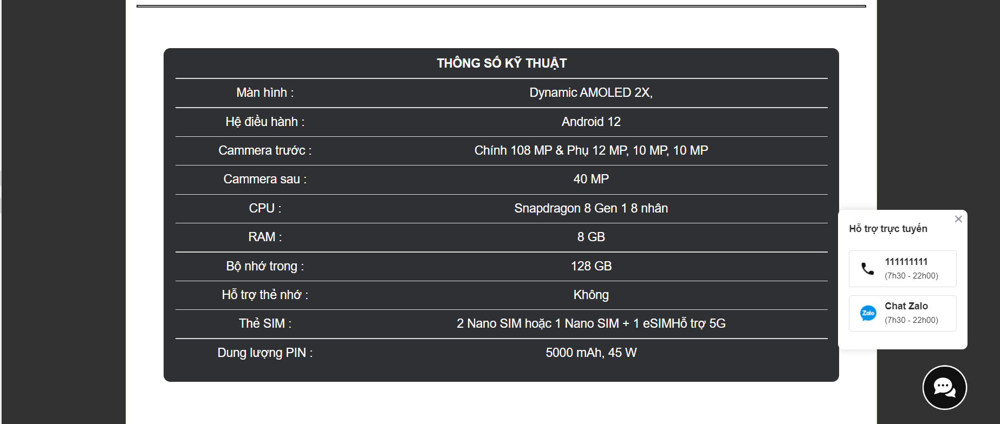 THÔNG SỐ KỸ THUẬT
Màn hình : Dynamic AMOLED 2X,
Hệ điều hành : Android 12
Cammera trước : Chính 108 MP & Phụ 12 MP, 10 MP, 10 MP
Cammera sau : 40 MP
CPU : Snapdragon 8 Gen 1 8 nhân
RAM : 8 GB
Bộ nhớ trong : 128 GB
Hỗ trợ thẻ nhớ : Không
Thẻ SIM : 2 Nano SIM hoặc 1 Nano SIM + 1 eSIMHỗ trợ 5G
Dung lượng PIN : 5000 mAh, 45 W
Hỗ trợ trực tuyến
111111111
(7h30 - 22h00)
Zalo
Chat Zalo
(7h30 - 22h00)